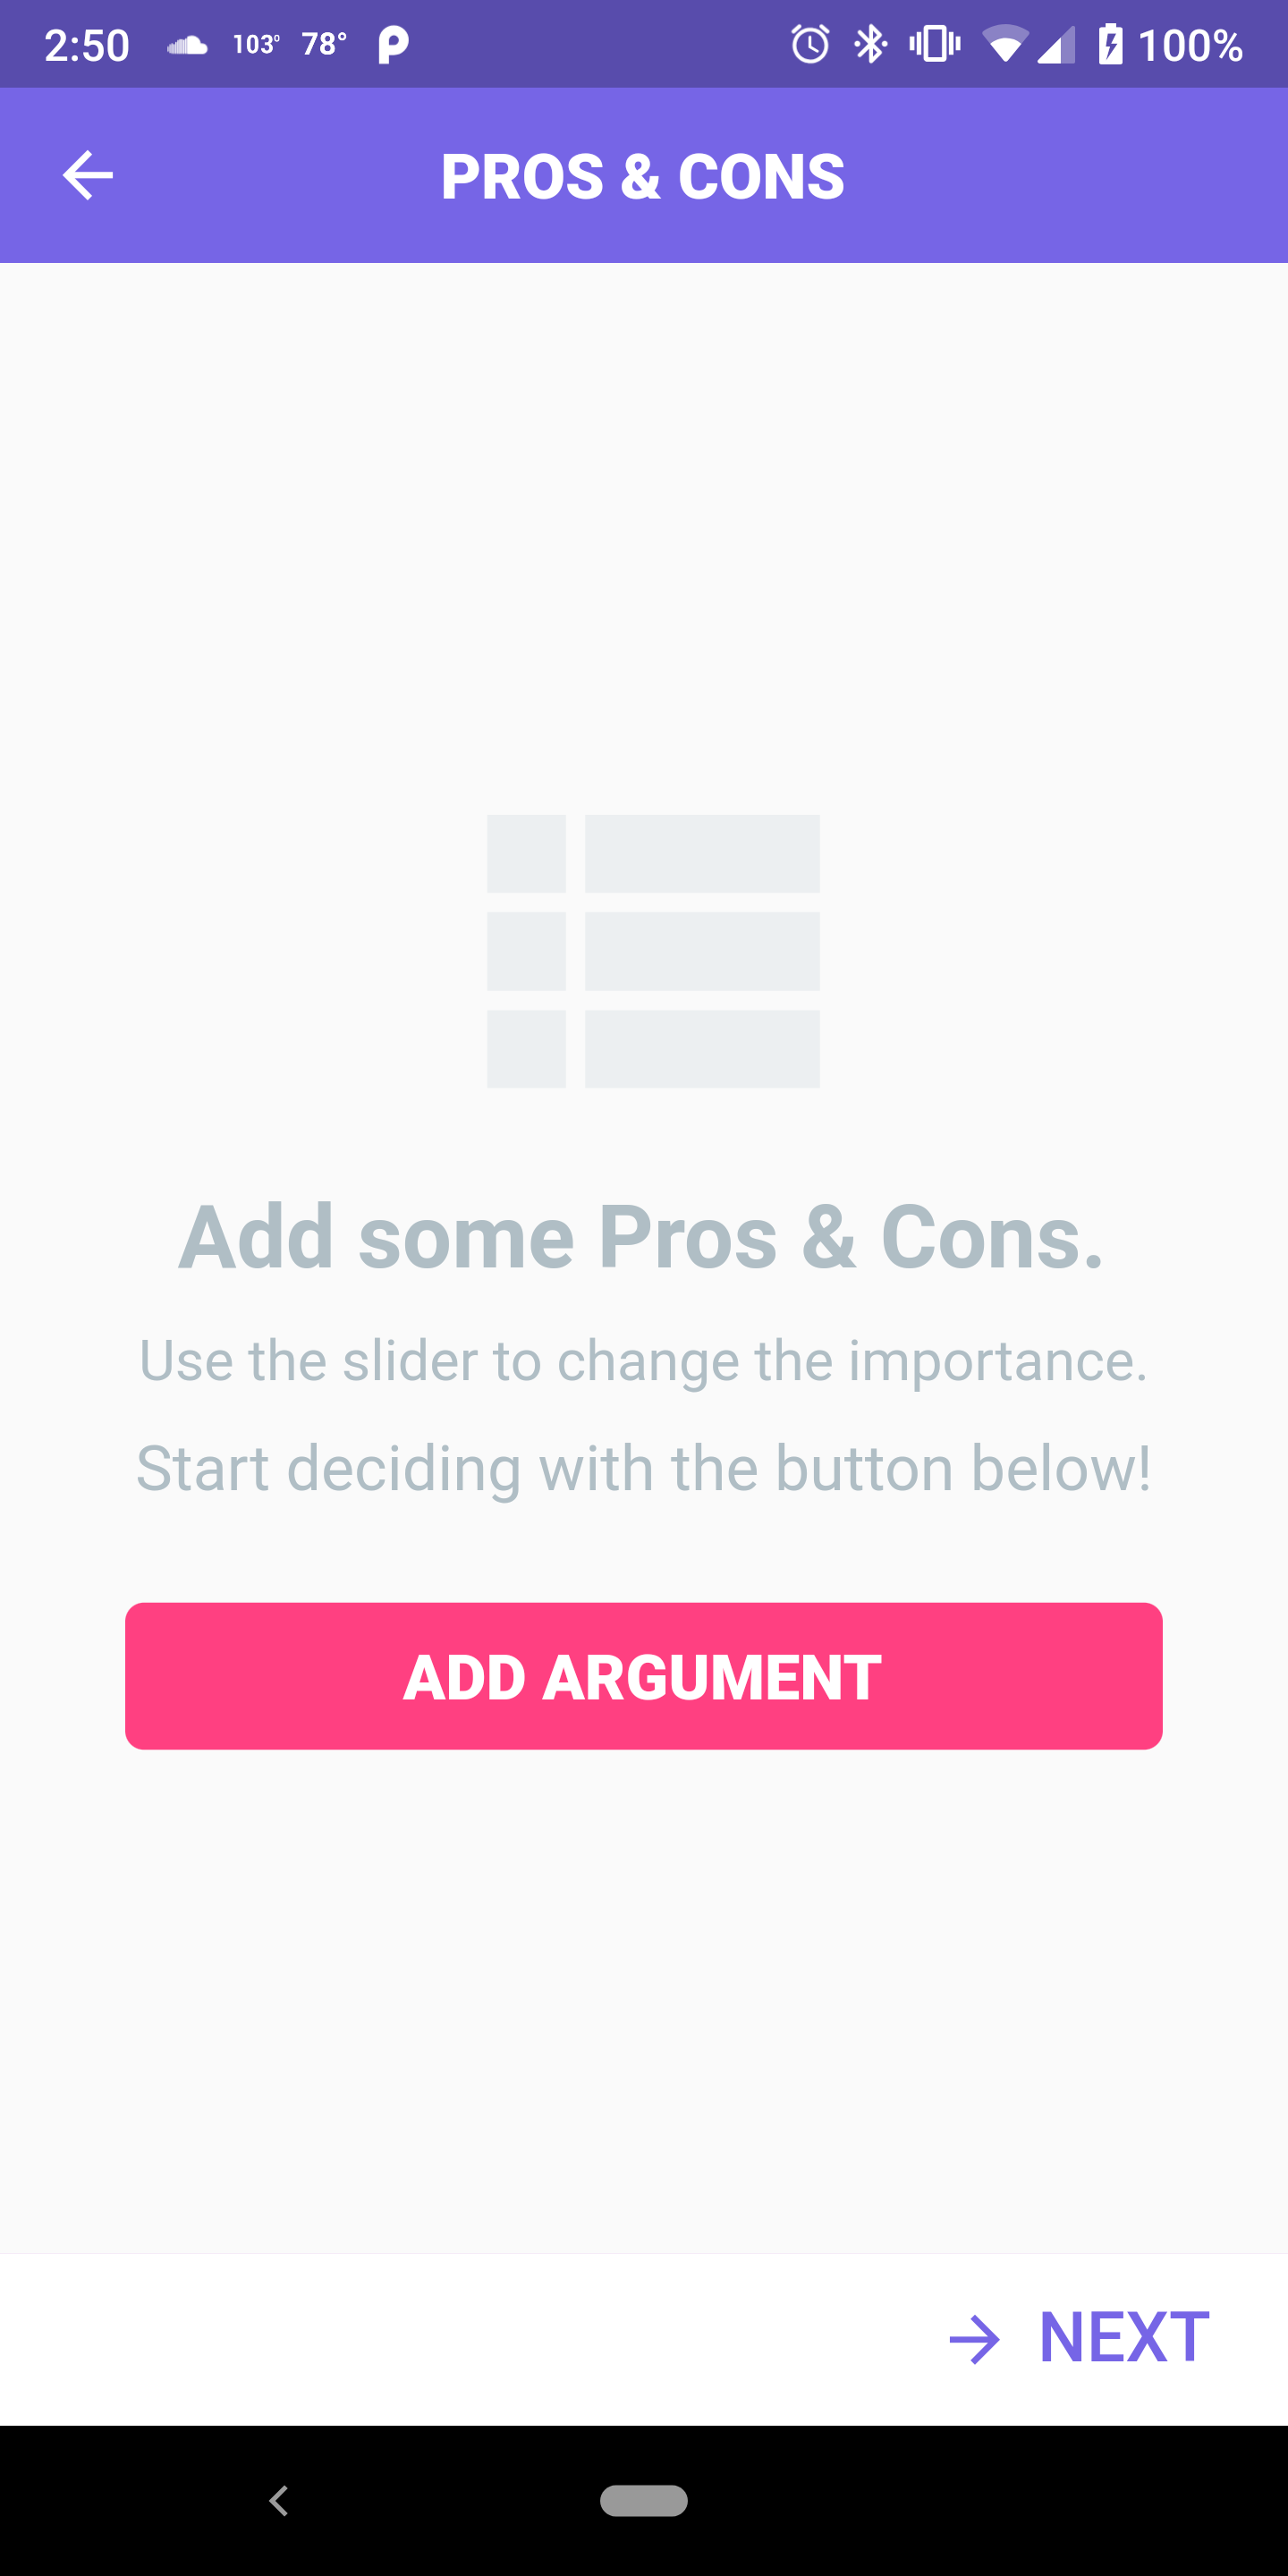 2:50 103° 78° 100%
PROS & CONS
Add some Pros & Cons.
Use the slider to change the importance.
Start deciding with the button below!
ADD ARGUMENT
NEXT